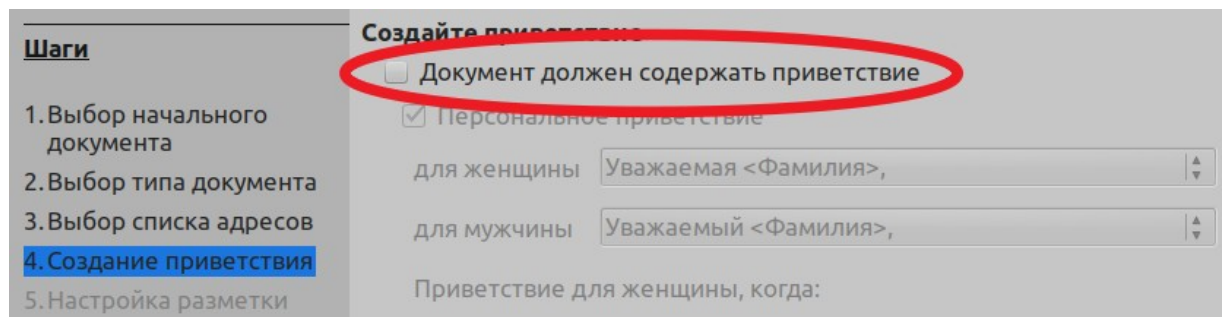 Шаги
1.Выбор начального
документа
2.Выбор типа документа
3.Выбор списка адресов
4.Создание приветствия
5.Настройка разметки
Создайте приветствие
Документ должен содержать приветствие
Персональное приветствие
для женщины Уважаемая <Фамилия>,
для мужчины Уважаемый <Фамилия>,
Приветствие для женщины, когда: